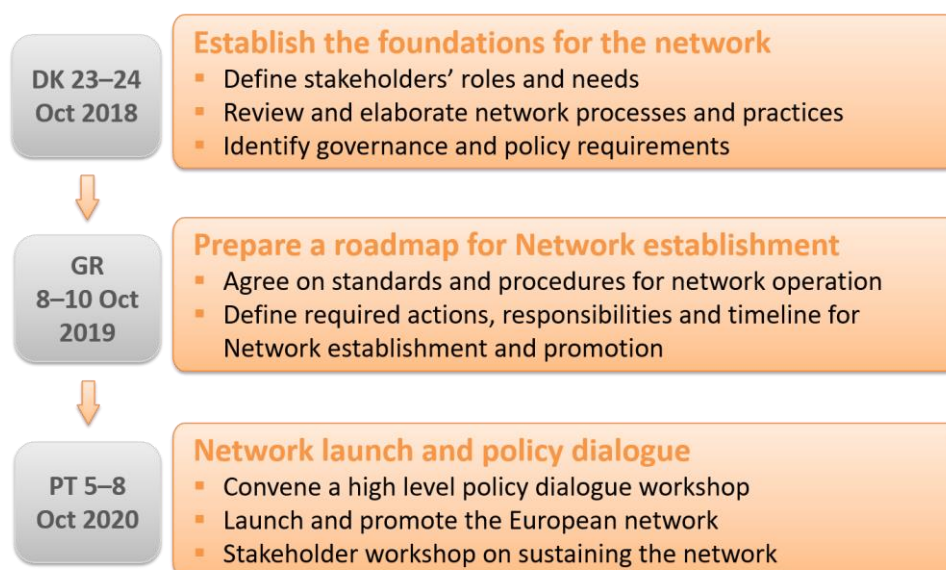 DK 23–24
Oct 2018
Establish the foundations for the network
▪ Define stakeholders’ roles and needs
▪ Review and elaborate network processes and practices
▪ Identify governance and policy requirements
GR
8–10 Oct
2019
Prepare a roadmap for Network establishment
▪ Agree on standards and procedures for network operation
▪ Define required actions, responsibilities and timeline for
Network establishment and promotion
PT 5–8
Oct 2020
Network launch and policy dialogue
▪ Convene a high level policy dialogue workshop
▪ Launch and promote the European network
▪ Stakeholder workshop on sustaining the network